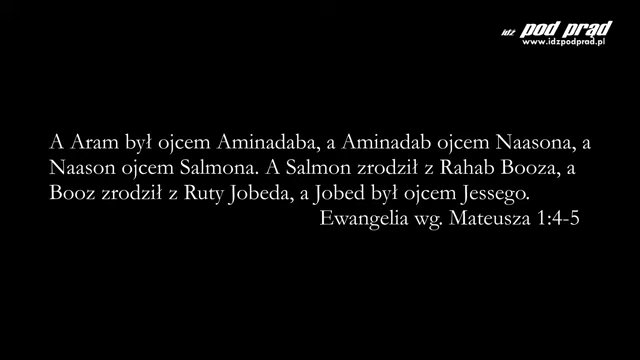 idź pod prąd
www.idzpodprad.pl
A Aram był ojcem Aminadaba, a Aminadab ojcem Naasona, a
Naason ojcem Salmona. A Salmon zrodził z Rahab Booza, a
Booz zrodził z Ruty Jobeda, a Jobed był ojcem Jessego.
Ewangelia wg. Mateusza 1:4-5